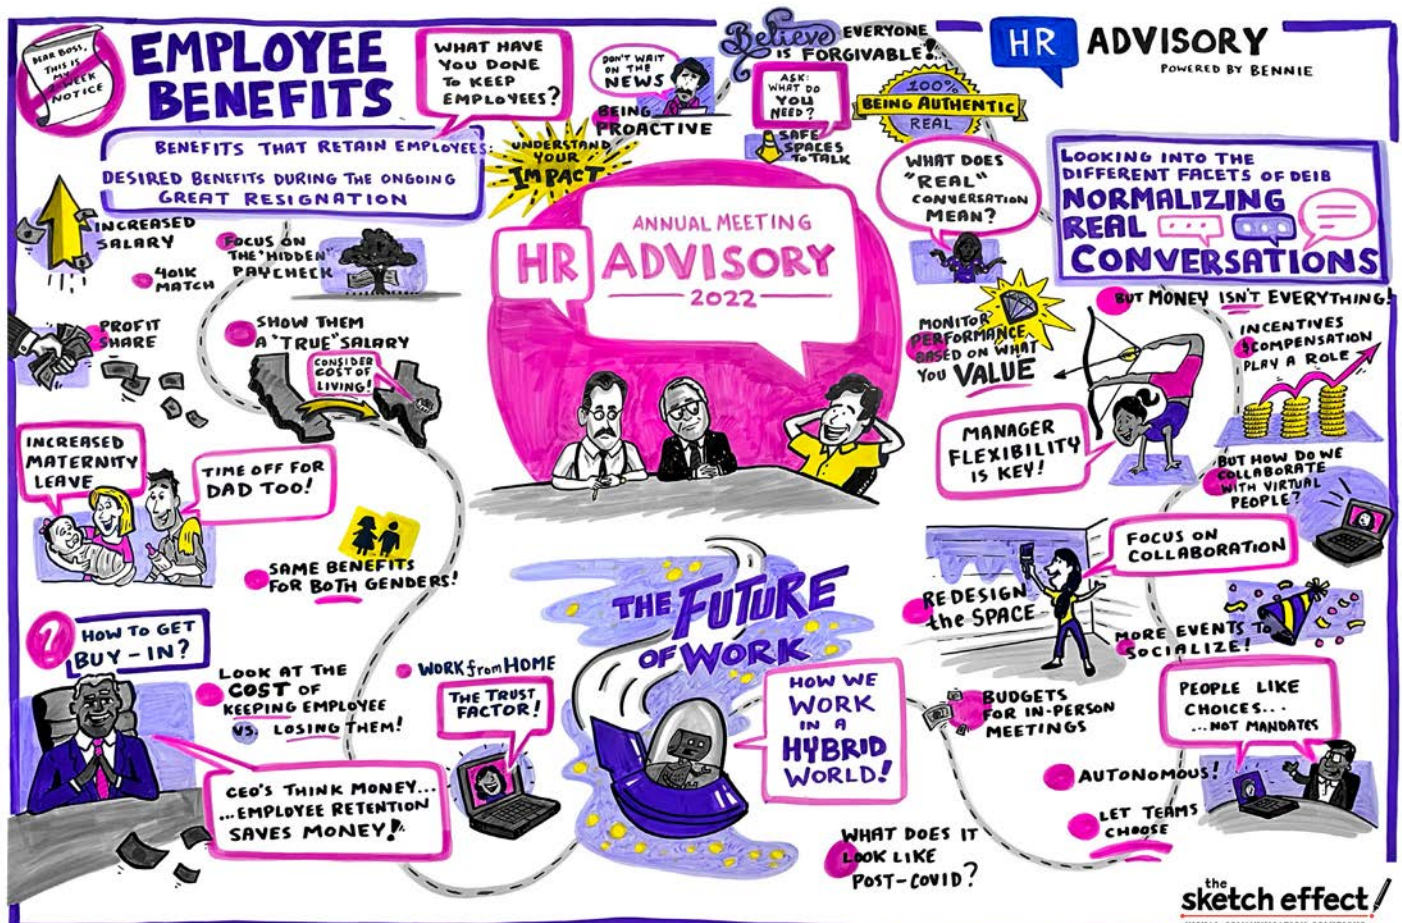 DEAR BOSS,
THIS IS
MY
2 WEEK
NOTICE
EMPLOYEE
BENEFITS
WHAT HAVE
YOU DONE
TO KEEP
EMPLOYEES?
BENEFITS THAT RETAIN EMPLOYEES:
DESIRED BENEFITS DURING THE ONGOING
GREAT RESIGNATION
INCREASED
SALARY
401K
MATCH
PROFIT
SHARE
FOCUS ON
THE "HIDDEN"
PAYCHECK
SHOW THEM
A "TRUE" SALARY
CONSIDER
COST OF
LIVING!
INCREASED
MATERNITY
LEAVE
TIME OFF FOR
DAD TOO!
SAME BENEFITS
FOR BOTH GENDERS!
?
HOW TO GET
BUY-IN?
LOOK AT THE
COST OF
KEEPING EMPLOYEE
VS. LOSING THEM!
CEO'S THINK MONEY...
...EMPLOYEE RETENTION
SAVES MONEY!
UNDERSTAND
YOUR
IMPACT
DON'T WAIT
ON THE
NEWS
BEING
PROACTIVE
Believe EVERYONE
IS FORGIVABLE!..
ASK:
WHAT DO
YOU
NEED?
SAFE
SPACES
TO TALK
100%
BEING AUTHENTIC
REAL
ANNUAL MEETING
HR ADVISORY
2022
HR ADVISORY
POWERED BY BENNIE
LOOKING INTO THE
DIFFERENT FACETS OF DEIB
NORMALIZING
REAL
CONVERSATIONS
WHAT DOES
"REAL"
CONVERSATION
MEAN?
MONITOR
PERFORMANCE
BASED ON WHAT
YOU VALUE
BUT MONEY ISN'T EVERYTHING!
INCENTIVES
& COMPENSATION
PLAY A ROLE
MANAGER
FLEXIBILITY
IS KEY!
BUT HOW DO WE
COLLABORATE
WITH VIRTUAL
PEOPLE?
FOCUS ON
COLLABORATION
REDESIGN
the SPACE
MORE EVENTS TO
SOCIALIZE!
BUDGETS
FOR IN-PERSON
MEETINGS
PEOPLE LIKE
CHOICES...
...NOT MANDATES
AUTONOMOUS!
LET TEAMS
CHOOSE
THE FUTURE
OF WORK
HOW WE
WORK
IN A
HYBRID
WORLD!
WORK from HOME
THE TRUST
FACTOR!
WHAT DOES IT
LOOK LIKE
POST-COVID?
the
sketch effect